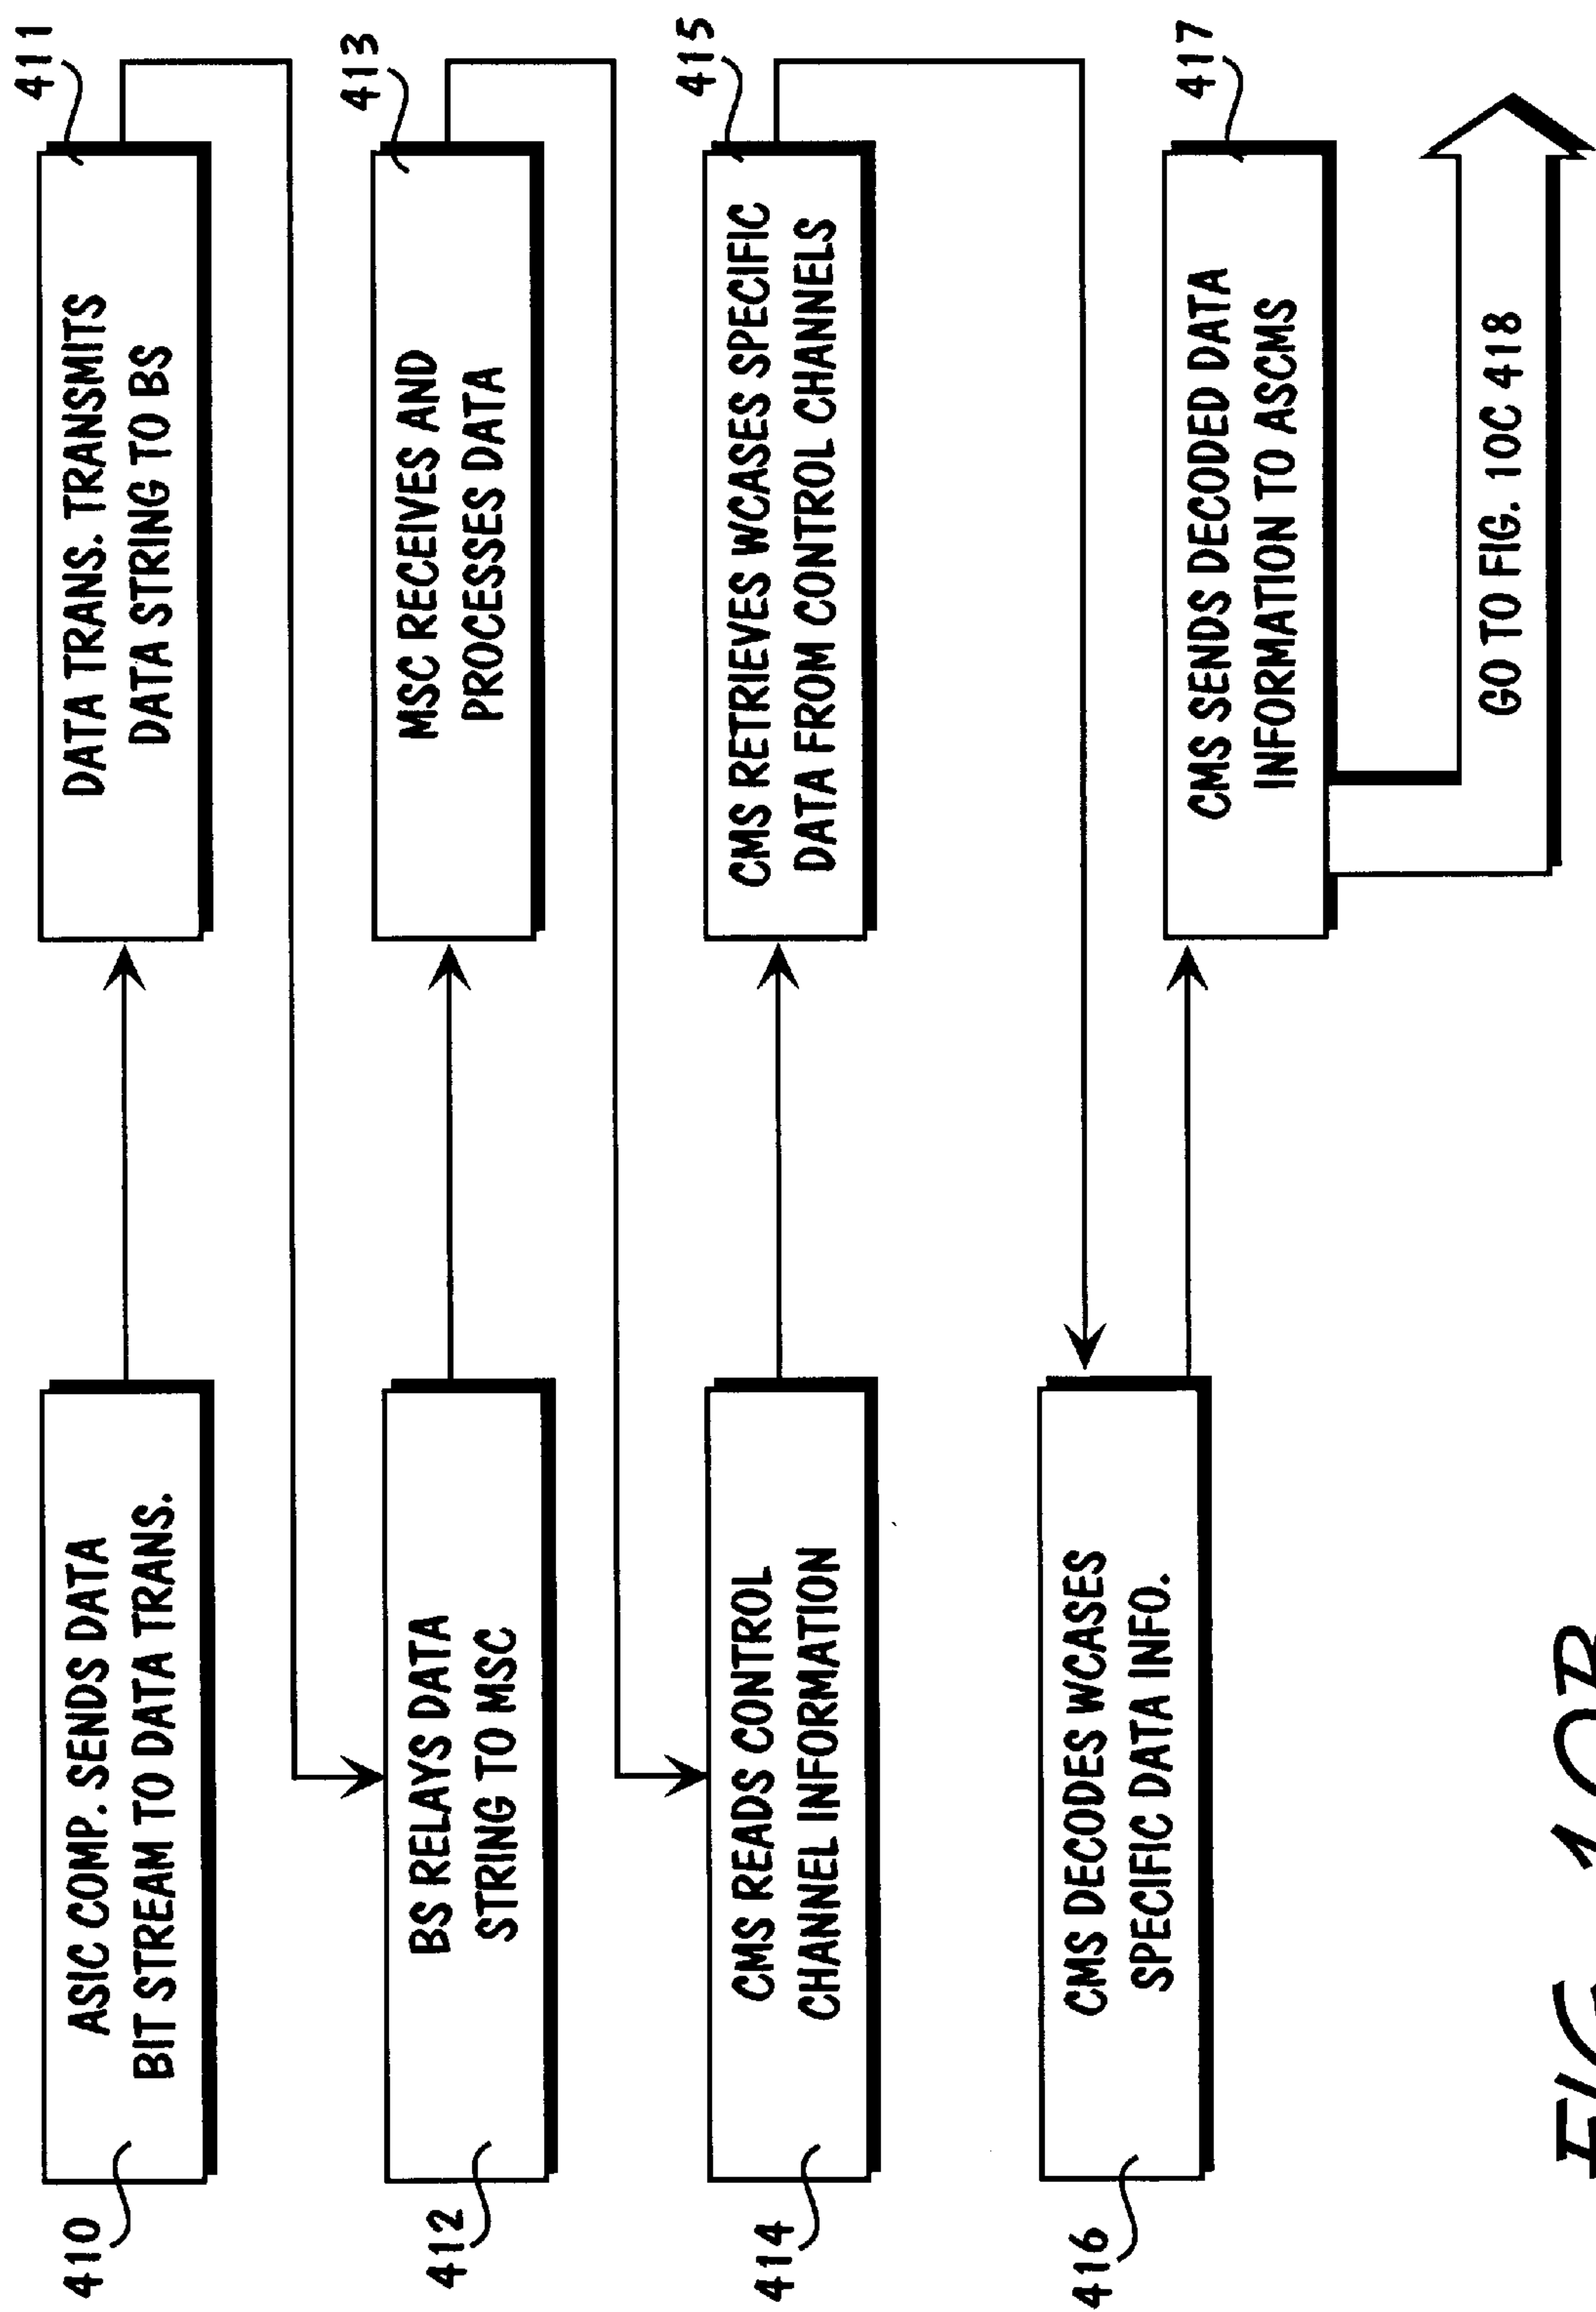 410
ASIC COMP. SENDS DATA
BIT STREAM TO DATA TRANS.
411
DATA TRANS. TRANSMITS
DATA STRING TO BS
412
BS RELAYS DATA
STRING TO MSC
413
MSC RECEIVES AND
PROCESSES DATA
414
CMS READS CONTROL
CHANNEL INFORMATION
415
CMS RETRIEVES WCASES SPECIFIC
DATA FROM CONTROL CHANNELS
416
CMS DECODES WCASES
SPECIFIC DATA INFO.
417
CMS SENDS DECODED DATA
INFORMATION TO ASCMS
GO TO FIG. 10C 418
FIG. 10B